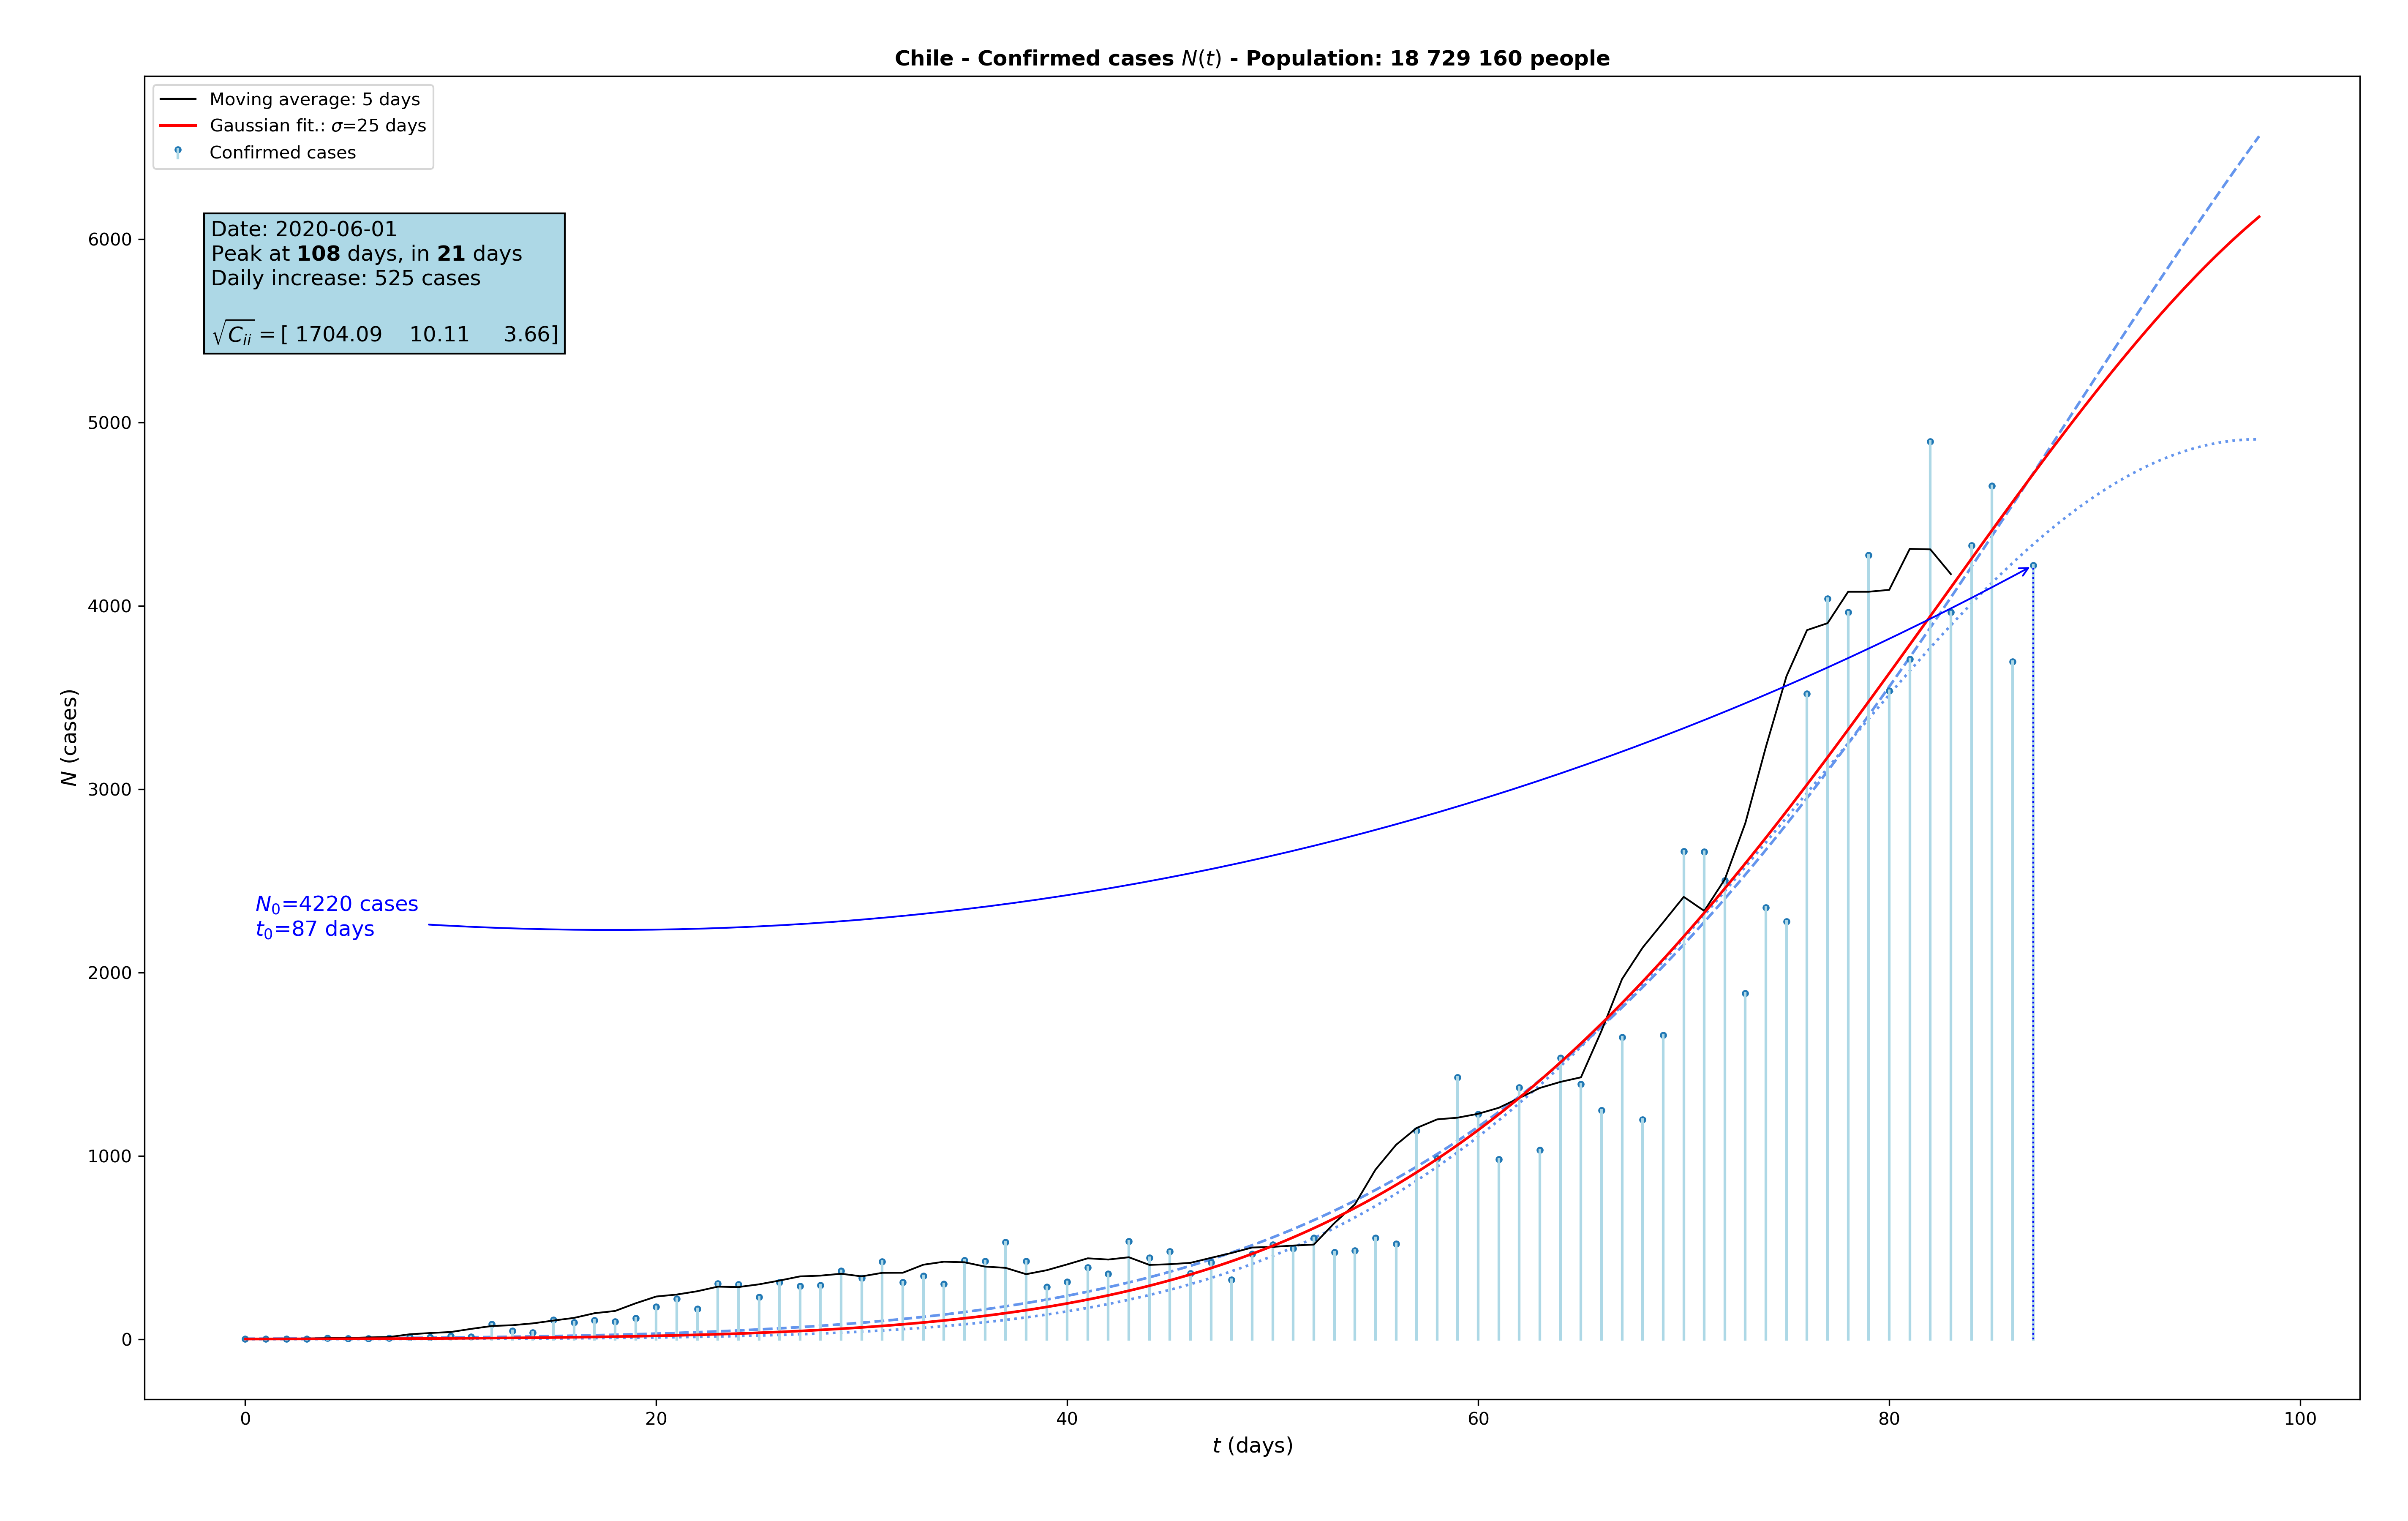 Chile - Confirmed cases N(t) - Population: 18 729 160 people
Moving average: 5 days
Gaussian fit.: σ=25 days
Confirmed cases
Date: 2020-06-01
Peak at 108 days, in 21 days
Daily increase: 525 cases
√C_ii = [ 1704.09 10.11 3.66]
N₀=4220 cases
t₀=87 days
N (cases)
6000
5000
4000
3000
2000
1000
0
0 20 40 60 80 100
t (days)